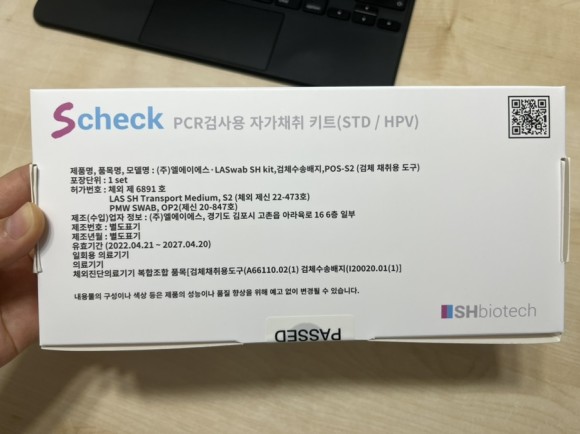 Scheck PCR검사용 자가채취 키트(STD / HPV)
제품명, 품목명, 모델명 : (주)엘에이에스·LASwab SH kit,검체수송배지,POS-S2 (검체 채취용 도구)
포장단위 : 1 set
허가번호 : 체외 제 6891 호
LAS SH Transport Medium, S2 (체외 제신 22-473호)
PMW SWAB, OP2(제신 20-847호)
제조(수입)업자 정보 : (주)엘에이에스, 경기도 김포시 고촌읍 아라육로 16 6층 일부
제조번호 : 별도표기
제조년월 : 별도표기
유효기간 (2022.04.21 ~ 2027.04.20)
일회용 의료기기
의료기기
체외진단의료기기 복합조합 품목[검체채취용도구(A66110.02(1) 검체수송배지(I20020.01(1)]
내용물의 구성이나 색상 등은 제품의 성능이나 품질 향상을 위해 예고 없이 변경될 수 있습니다.
SHbiotech
PASSED